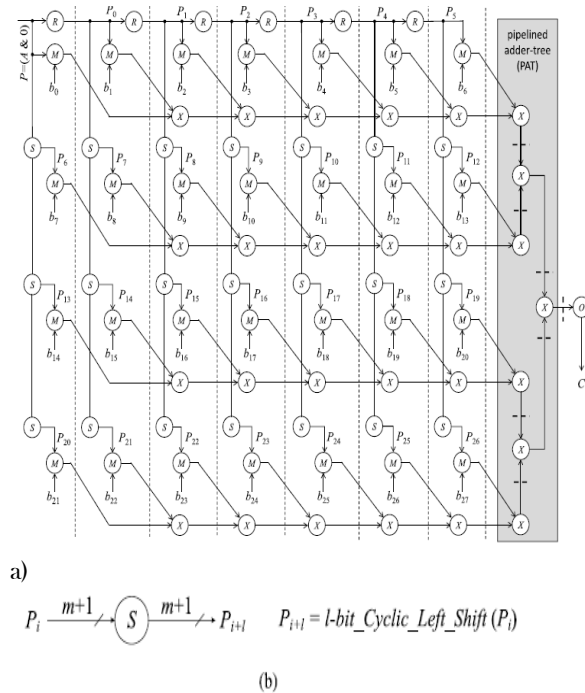 P₀ P₁ P₂ P₃ P₄ P₅
R R R R R R
P=(A & 0)
pipelined
adder-tree
(PAT)
M M M M M M M
b₀ b₁ b₂ b₃ b₄ b₅ b₆
X X X X X X
S S S S S S S
P₆ P₇ P₈ P₉ P₁₀ P₁₁ P₁₂
X
M M M M M M M
b₇ b₈ b₉ b₁₀ b₁₁ b₁₂ b₁₃
X X X X X X
S S S S S S S
P₁₃ P₁₄ P₁₅ P₁₆ P₁₇ P₁₈ P₁₉
X O
M M M M M M M
b₁₄ b₁₅ b₁₆ b₁₇ b₁₈ b₁₉ b₂₀
X X X X X X
C
S S S S S S S
P₂₀ P₂₁ P₂₂ P₂₃ P₂₄ P₂₅ P₂₆
X
M M M M M M M
b₂₁ b₂₂ b₂₃ b₂₄ b₂₅ b₂₆ b₂₇
X X X X X X
a)
Pᵢ m+1 S m+1 Pᵢ₊ₗ Pᵢ₊ₗ = l-bit_Cyclic_Left_Shift (Pᵢ)
(b)